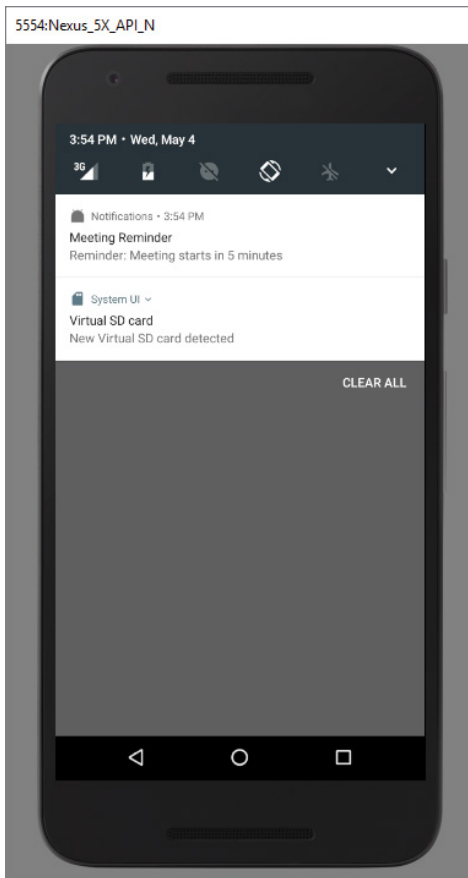 5554:Nexus_5X_API_N
3:54 PM • Wed, May 4
3G
Notifications • 3:54 PM
Meeting Reminder
Reminder: Meeting starts in 5 minutes
System UI
Virtual SD card
New Virtual SD card detected
CLEAR ALL